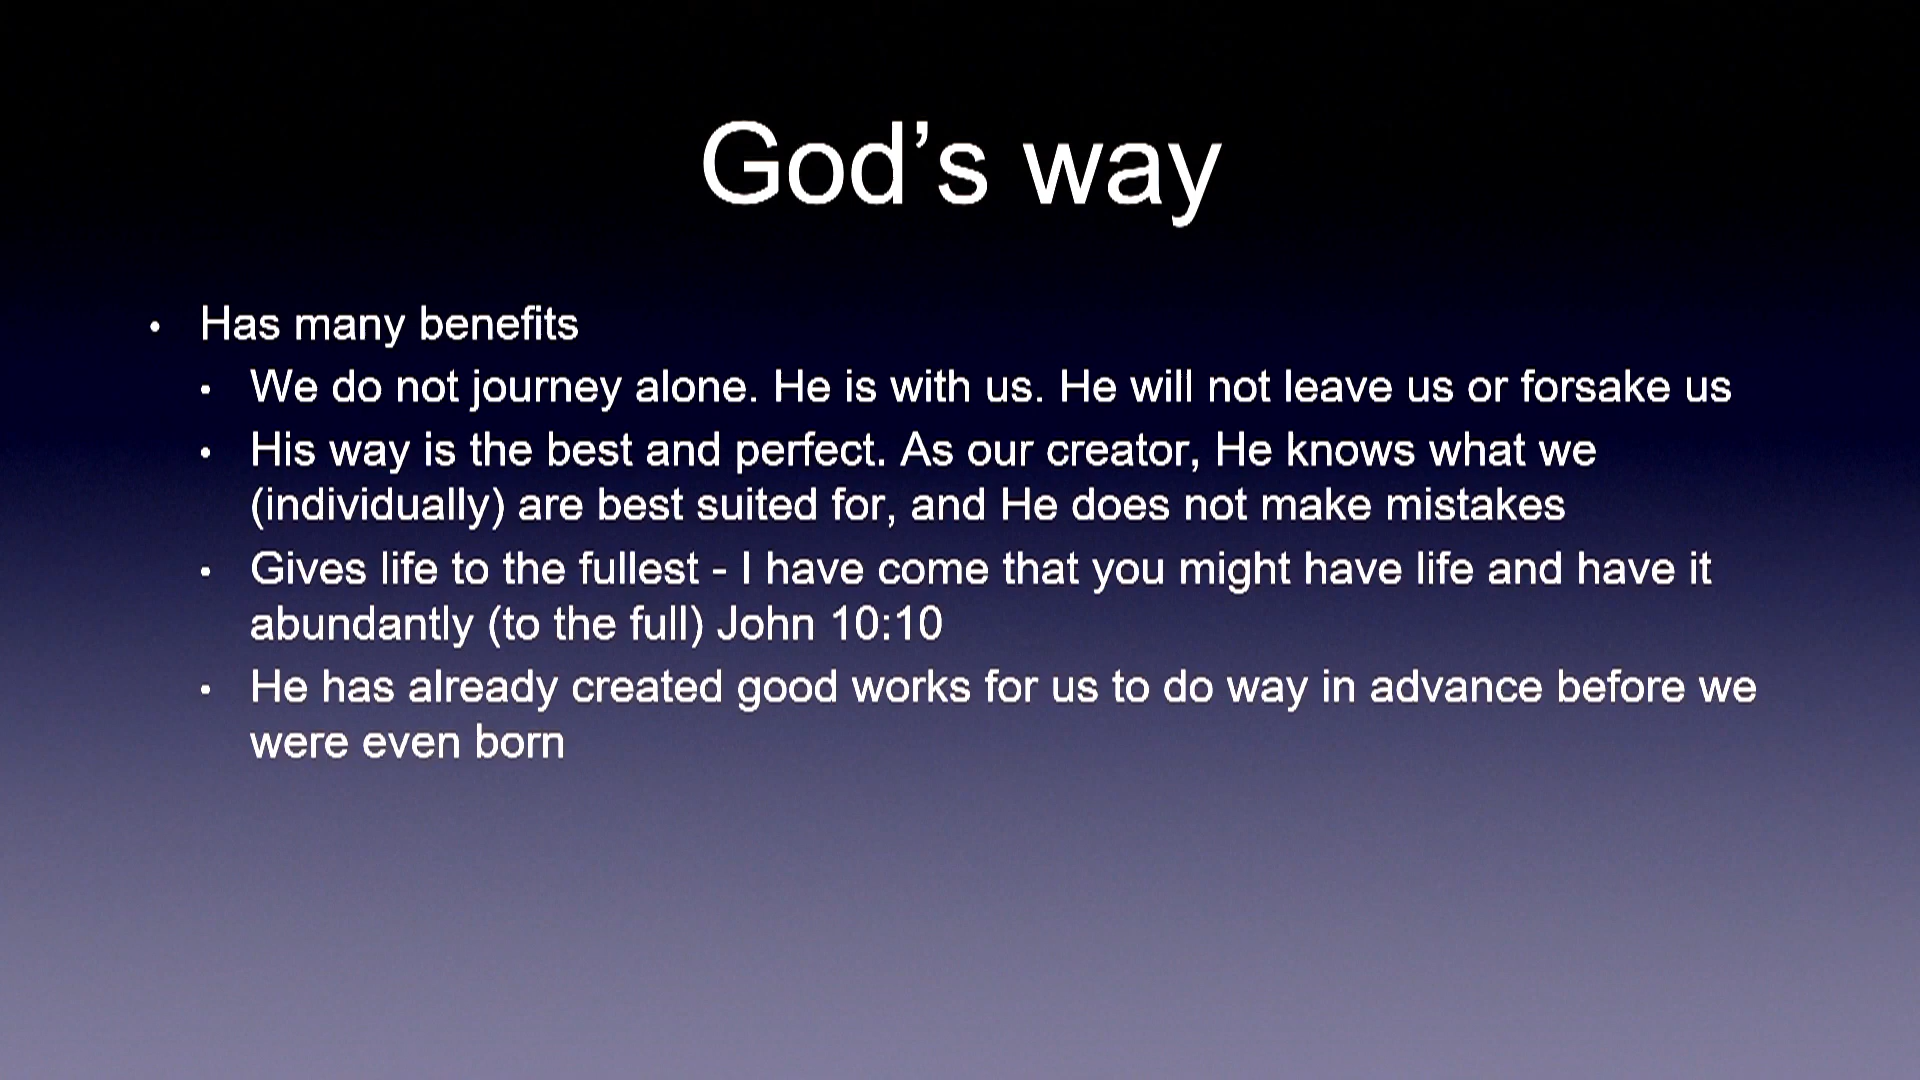 God’s way
• Has many benefits
• We do not journey alone. He is with us. He will not leave us or forsake us
• His way is the best and perfect. As our creator, He knows what we
(individually) are best suited for, and He does not make mistakes
• Gives life to the fullest - I have come that you might have life and have it
abundantly (to the full) John 10:10
• He has already created good works for us to do way in advance before we
were even born